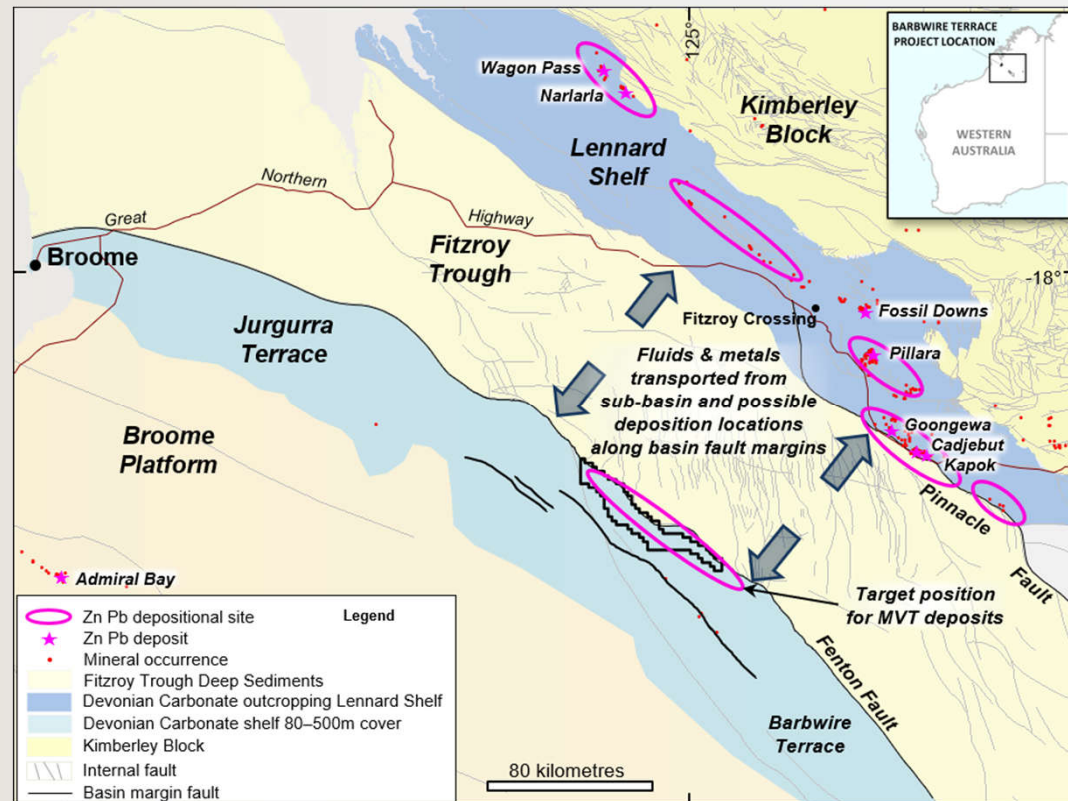 BARBWIRE TERRACE
PROJECT LOCATION
WESTERN
AUSTRALIA
125°
-18°
Wagon Pass
Narlarla
Kimberley
Block
Lennard
Shelf
Great
Northern
Highway
Broome
Fitzroy
Trough
Fitzroy Crossing
Fossil Downs
Pillara
Jurgurra
Terrace
Fluids & metals
transported from
sub-basin and possible
deposition locations
along basin fault margins
Goongewa
Cadjebut
Kapok
Broome
Platform
Pinnacle
Fault
Admiral Bay
Target position
for MVT deposits
Fenton Fault
Barbwire
Terrace
Legend
Zn Pb depositional site
Zn Pb deposit
Mineral occurrence
Fitzroy Trough Deep Sediments
Devonian Carbonate outcropping Lennard Shelf
Devonian Carbonate shelf 80–500m cover
Kimberley Block
Internal fault
Basin margin fault
80 kilometres